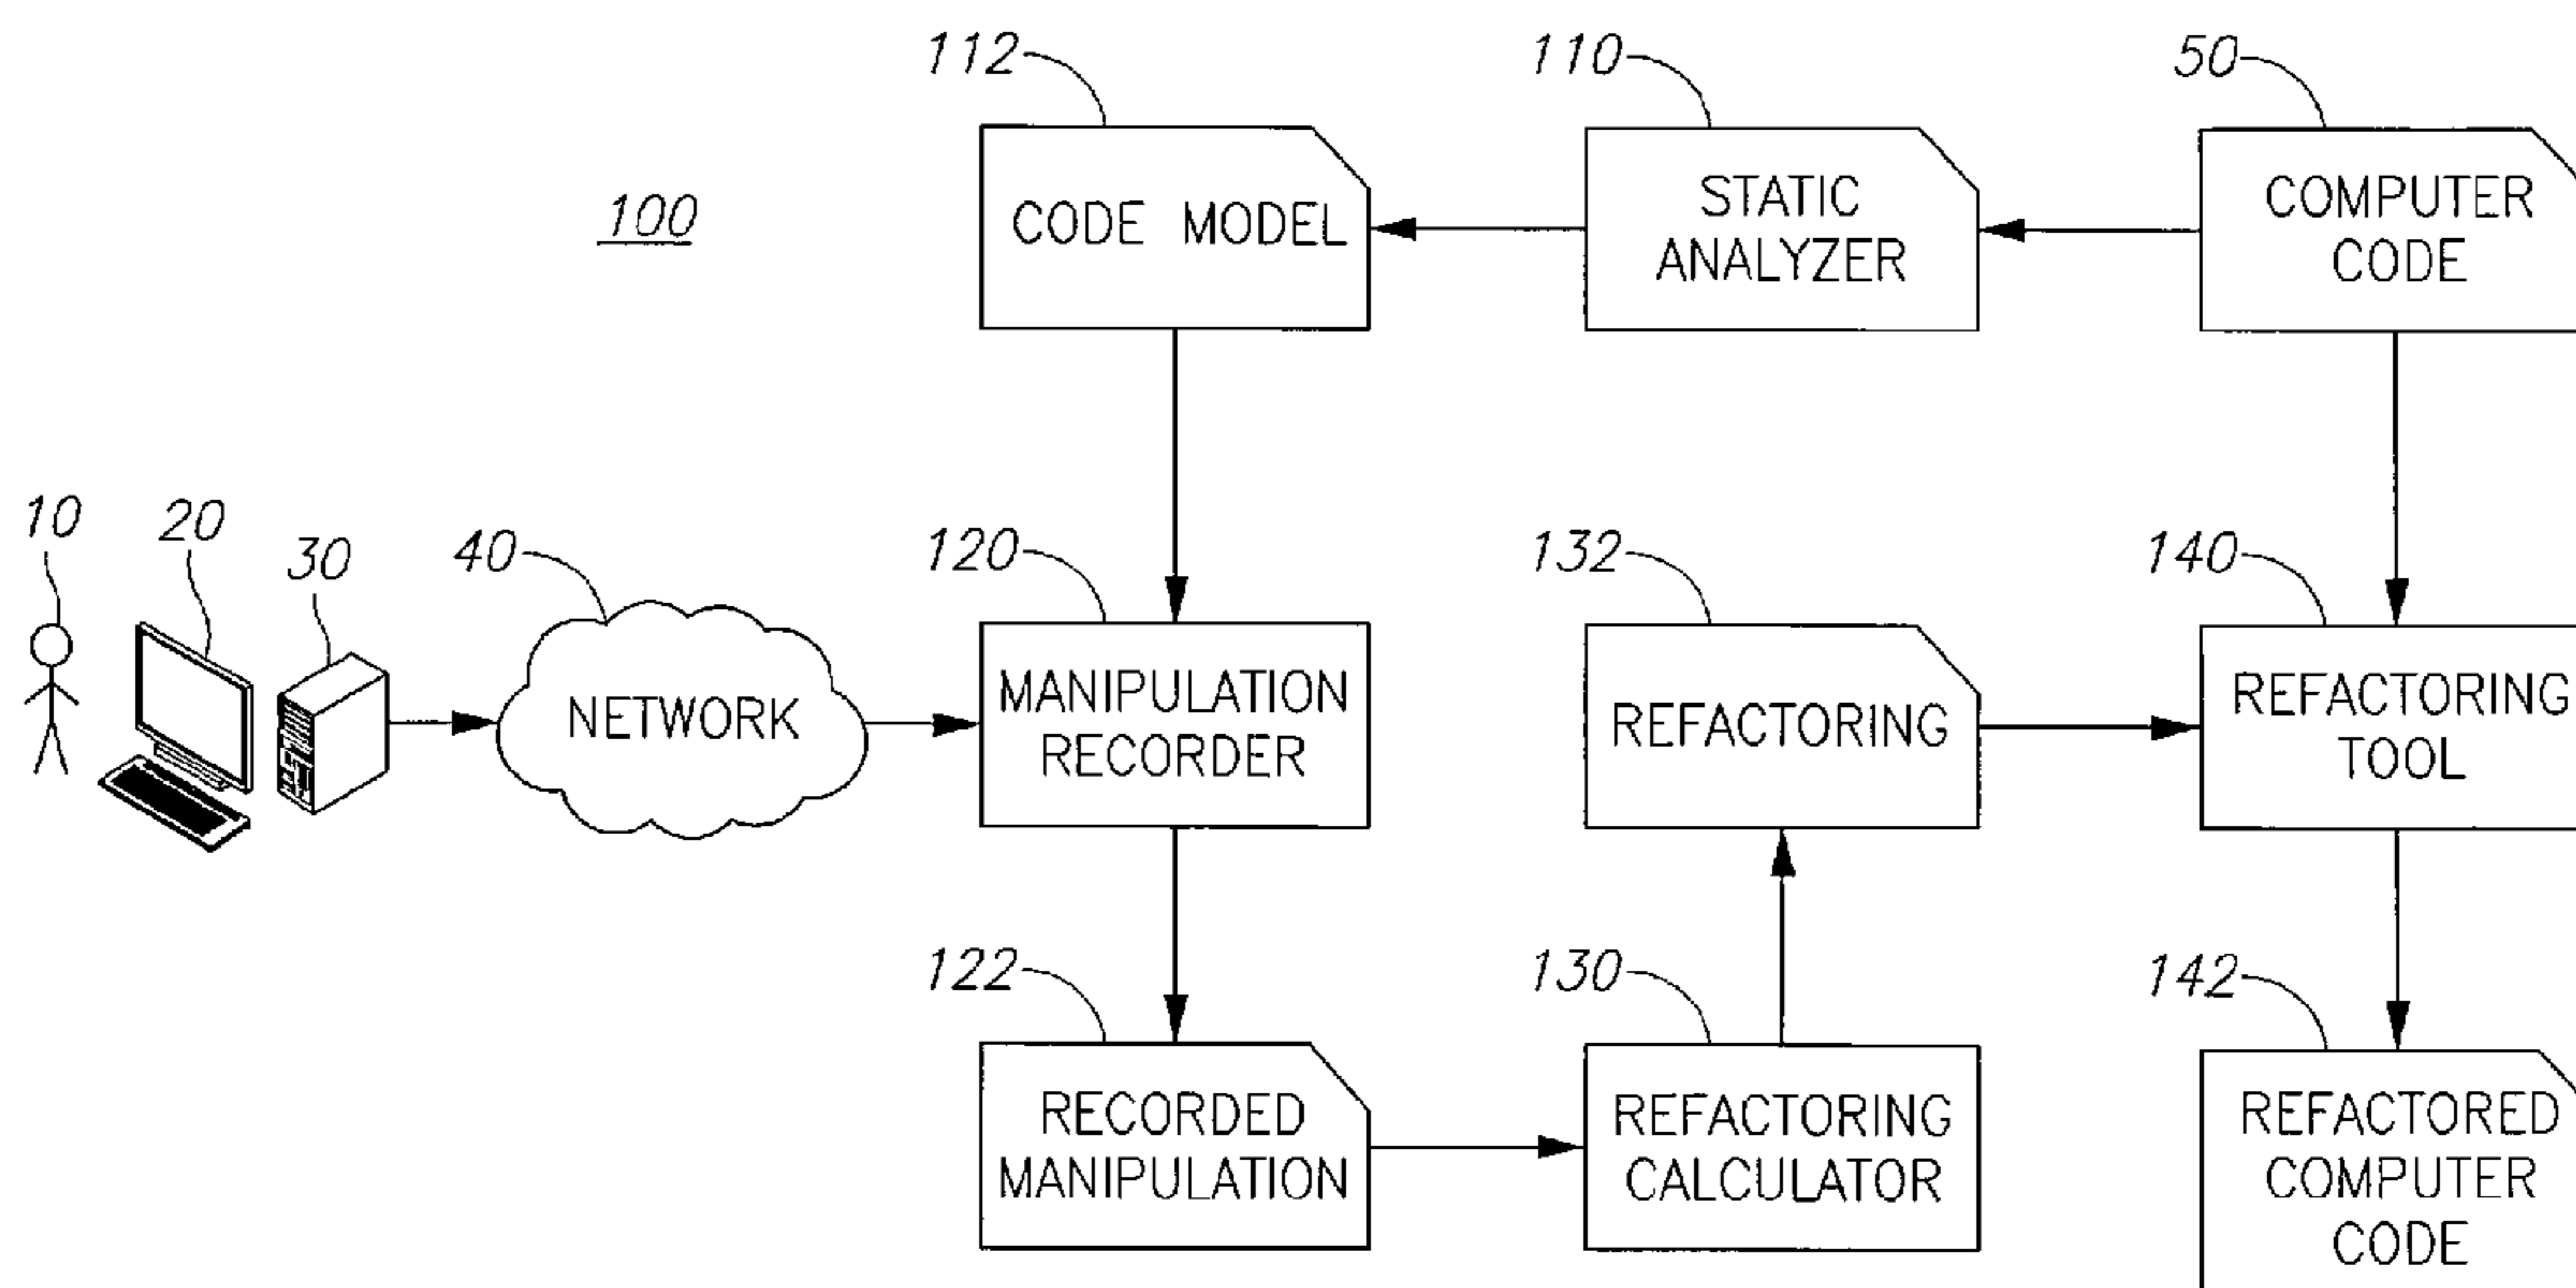 112
110
50
100
CODE MODEL
STATIC
ANALYZER
COMPUTER
CODE
10
20
30
40
120
132
140
NETWORK
MANIPULATION
RECORDER
REFACTORING
REFACTORING
TOOL
122
130
142
RECORDED
MANIPULATION
REFACTORING
CALCULATOR
REFACTORED
COMPUTER
CODE